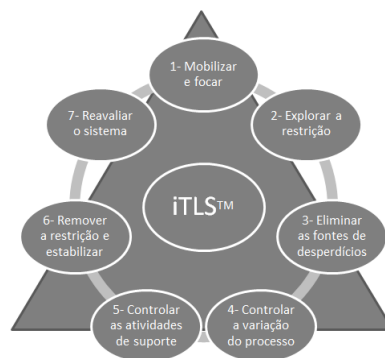 1- Mobilizar
e focar
7- Reavaliar
o sistema
2- Explorar a
restrição
iTLS™
6- Remover
a restrição e
estabilizar
3- Eliminar
as fontes de
desperdícios
5- Controlar
as atividades
de suporte
4- Controlar
a variação
do processo